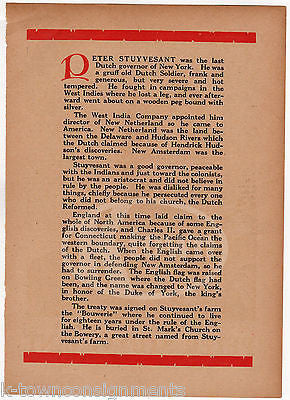 PETER STUYVESANT was the last
Dutch governor of New York. He was
a gruff old Dutch Soldier, frank and
generous, but very severe and hot
tempered. He fought in campaigns in the
West Indies where he lost a leg, and ever after-
ward went about on a wooden peg bound with
silver.
The West India Company appointed him
director of New Netherland so he came to
America. New Netherland was the land be-
tween the Delaware and Hudson Rivers which
the Dutch claimed because of Hendrick Hud-
son's discoveries. New Amsterdam was the
largest town.
Stuyvesant was a good governor, peaceable
with the Indians and just toward the colonists,
but he was an aristocrat and did not believe in
rule by the people. He was disliked for many
things, chiefly because he persecuted every one
who did not belong to his church, the Dutch
Reformed.
England at this time laid claim to the
whole of North America because of some Eng-
lish discoveries, and Charles II. gave a grant
for Connecticut making the Pacific Ocean the
western boundary, quite forgetting the claims
of the Dutch. When the English came over
with a fleet, the people did not support the
governor in defending New Amsterdam, so he
had to surrender. The English flag was raised
on Bowling Green where the Dutch flag had
been, and the name was changed to New York,
in honor of the Duke of York, the king's
brother.
The treaty was signed on Stuyvesant's farm
the "Bouwerie" where he continued to live
for eighteen years under the rule of the Eng-
lish. He is buried in St. Mark's Church on
the Bowery, a great street named from Stuy-
vesant's farm.
k-townconsignments